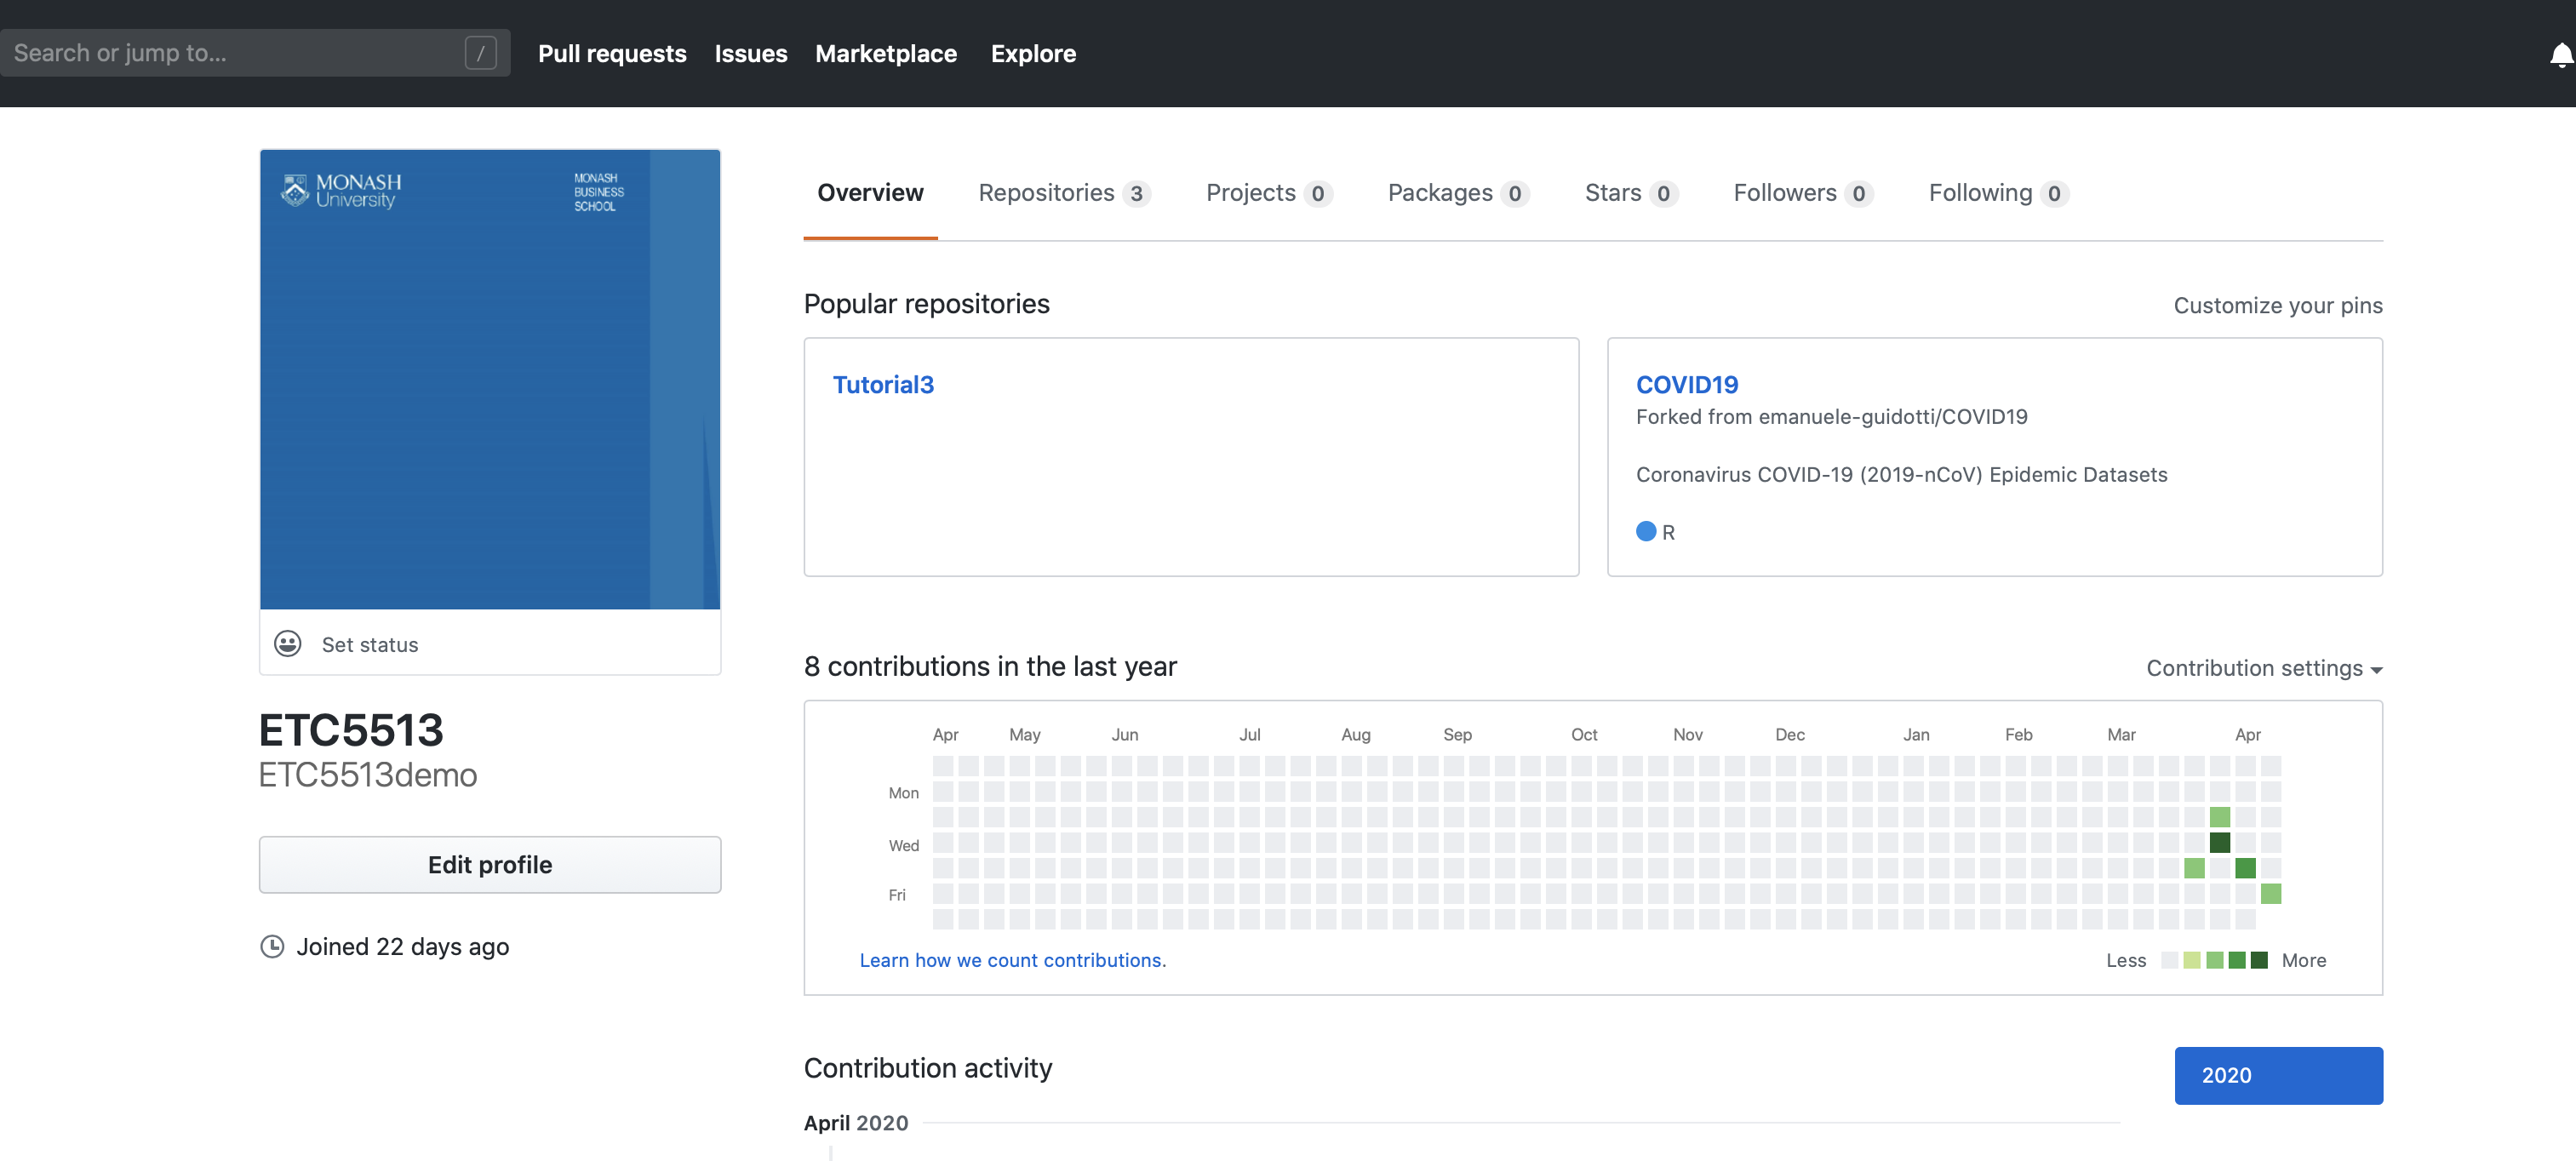 Search or jump to...
/
Pull requests
Issues
Marketplace
Explore
MONASH
University
MONASH
BUSINESS
SCHOOL
Set status
ETC5513
ETC5513demo
Edit profile
Joined 22 days ago
Overview
Repositories 3
Projects 0
Packages 0
Stars 0
Followers 0
Following 0
Popular repositories
Customize your pins
Tutorial3
COVID19
Forked from emanuele-guidotti/COVID19
Coronavirus COVID-19 (2019-nCoV) Epidemic Datasets
R
8 contributions in the last year
Contribution settings
Apr May Jun Jul Aug Sep Oct Nov Dec Jan Feb Mar Apr
Mon
Wed
Fri
Learn how we count contributions.
Less
More
Contribution activity
2020
April 2020